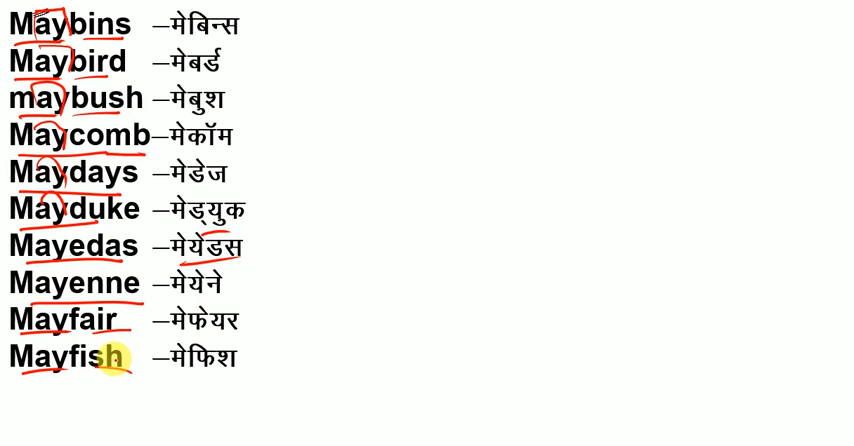 Maybins –मेबिन्स
Maybird –मेबर्ड
maybush –मेबुश
Maycomb–मेकॉम
Maydays –मेडेज
Mayduke –मेड्युक
Mayedas –मेयेडस
Mayenne –मेयेने
Mayfair –मेफेयर
Mayfish –मेफिश